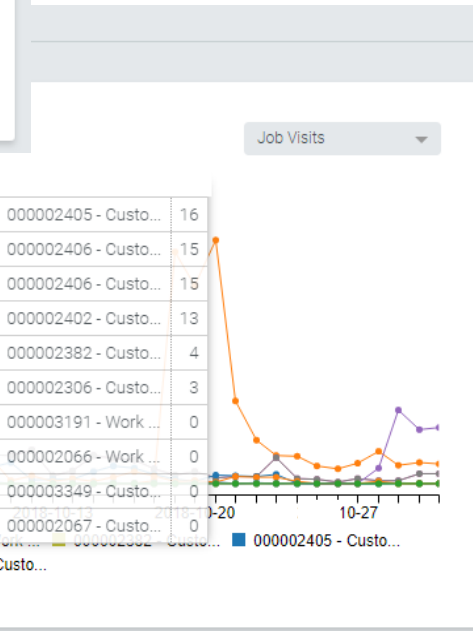 Job Visits
000002405 - Custo... 16
000002406 - Custo... 15
000002406 - Custo... 15
000002402 - Custo... 13
000002382 - Custo... 4
000002306 - Custo... 3
000003191 - Work ... 0
000002066 - Work ... 0
000003349 - Custo... 0
000002067 - Custo... 0
2018-10-13 2018-10-20 10-27
000002382 - Custo... 000002405 - Custo...
Custo...